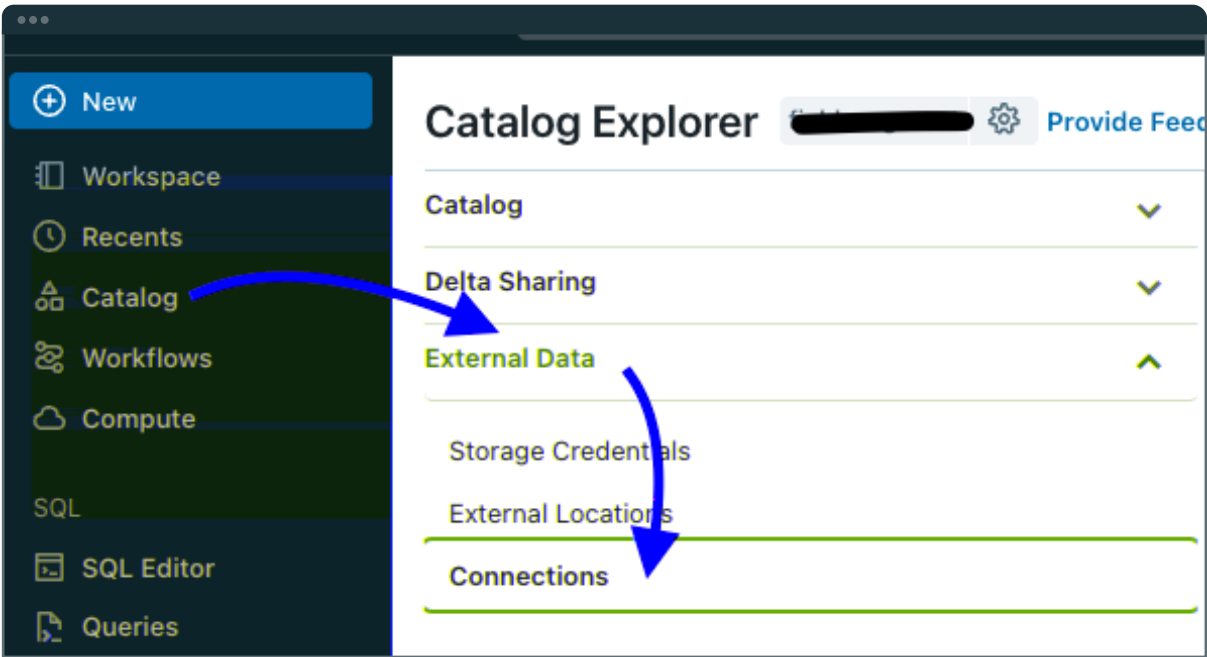 New
Workspace
Recents
Catalog
Workflows
Compute
SQL
SQL Editor
Queries
Catalog Explorer
Provide Feed
Catalog
Delta Sharing
External Data
Storage Credentials
External Locations
Connections